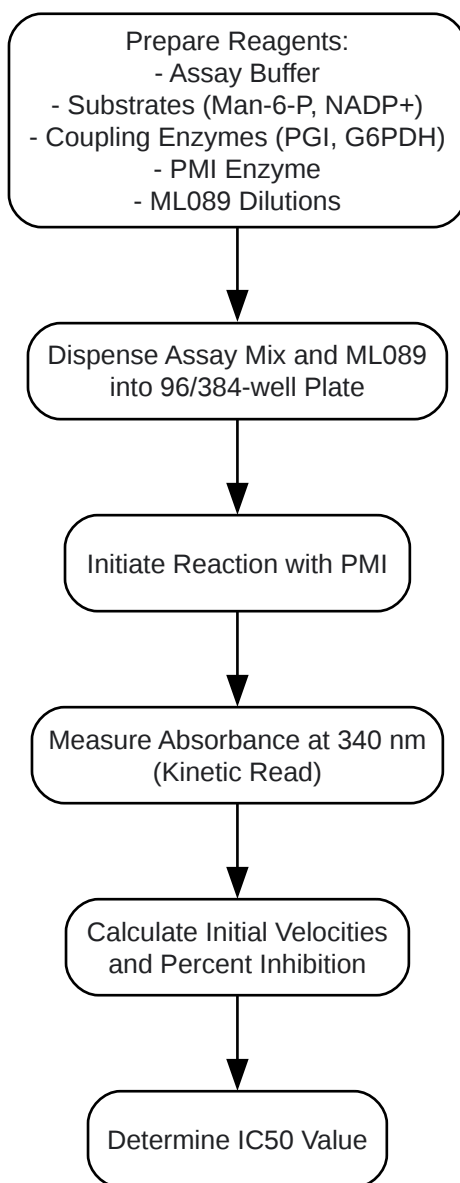 Prepare Reagents:
- Assay Buffer
- Substrates (Man-6-P, NADP+)
- Coupling Enzymes (PGI, G6PDH)
- PMI Enzyme
- ML089 Dilutions
Dispense Assay Mix and ML089
into 96/384-well Plate
Initiate Reaction with PMI
Measure Absorbance at 340 nm
(Kinetic Read)
Calculate Initial Velocities
and Percent Inhibition
Determine IC50 Value